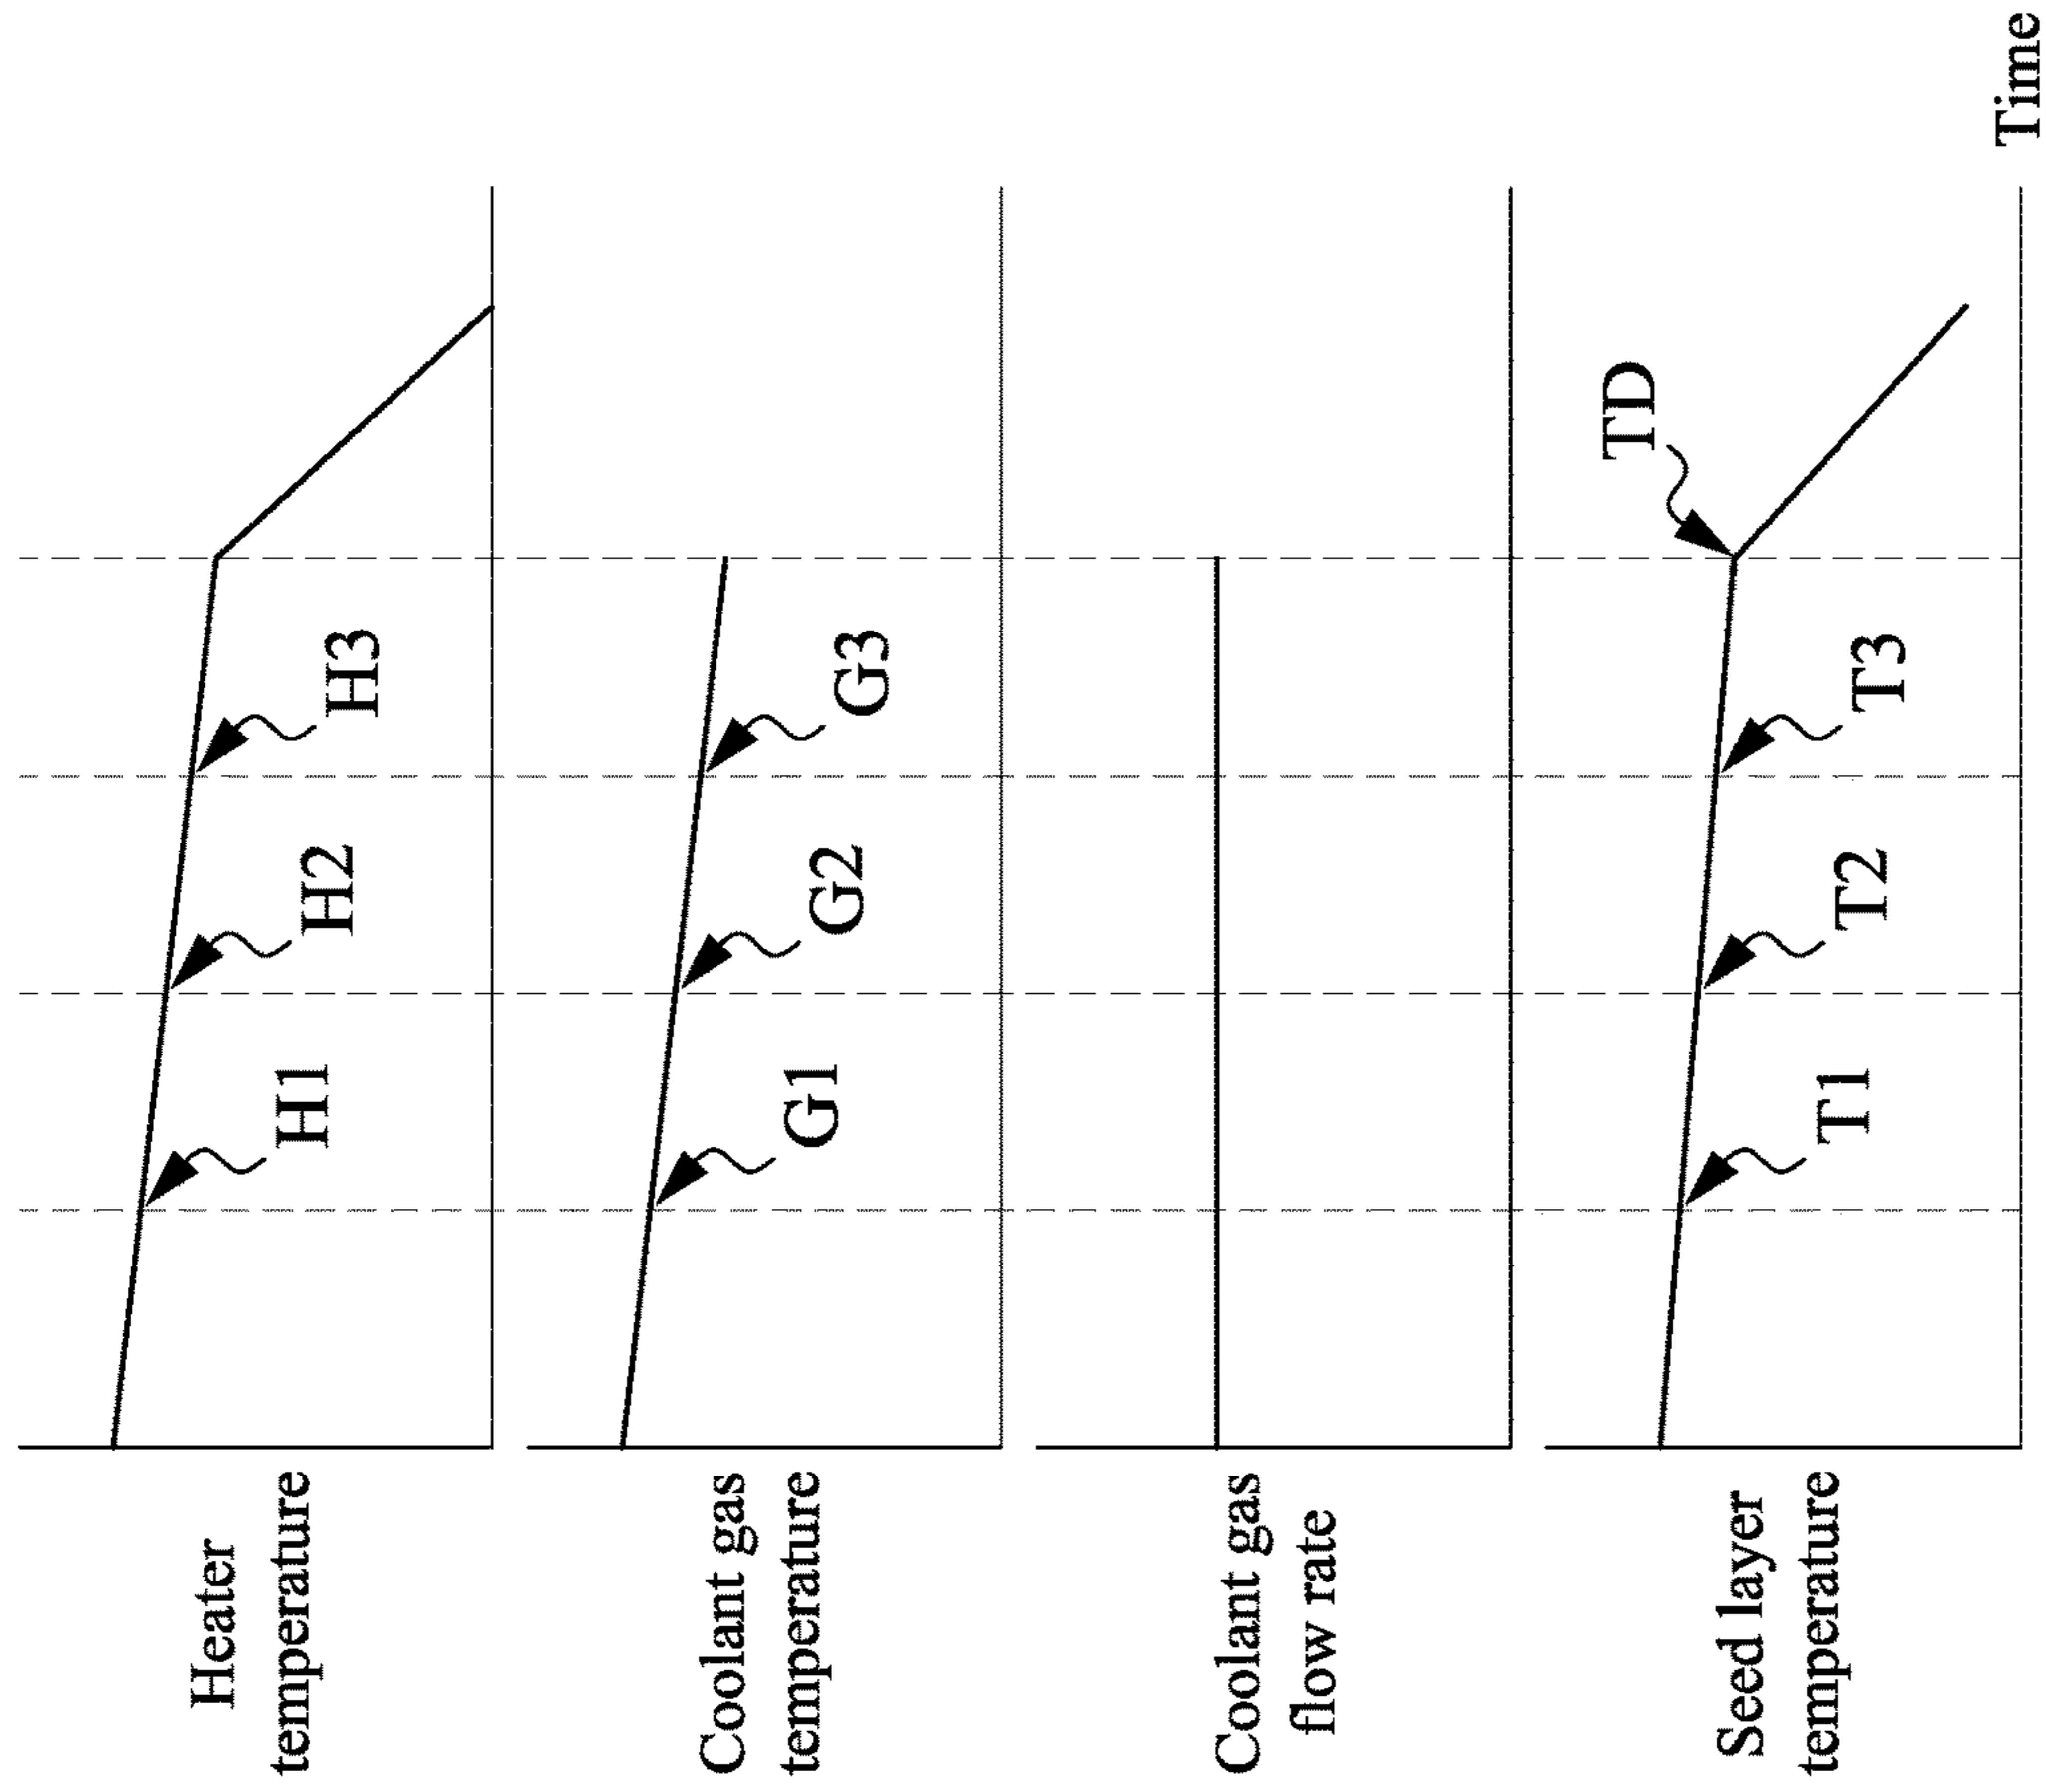 Heater
temperature
H1
H2
H3
Coolant gas
temperature
G1
G2
G3
Coolant gas
flow rate
Seed layer
temperature
T1
T2
T3
TD
Time